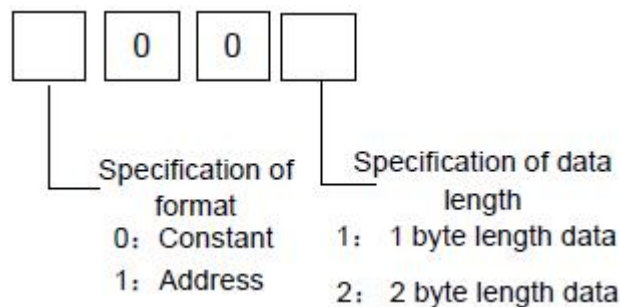 0 0
Specification of
format
0: Constant
1: Address
Specification of data
length
1: 1 byte length data
2: 2 byte length data